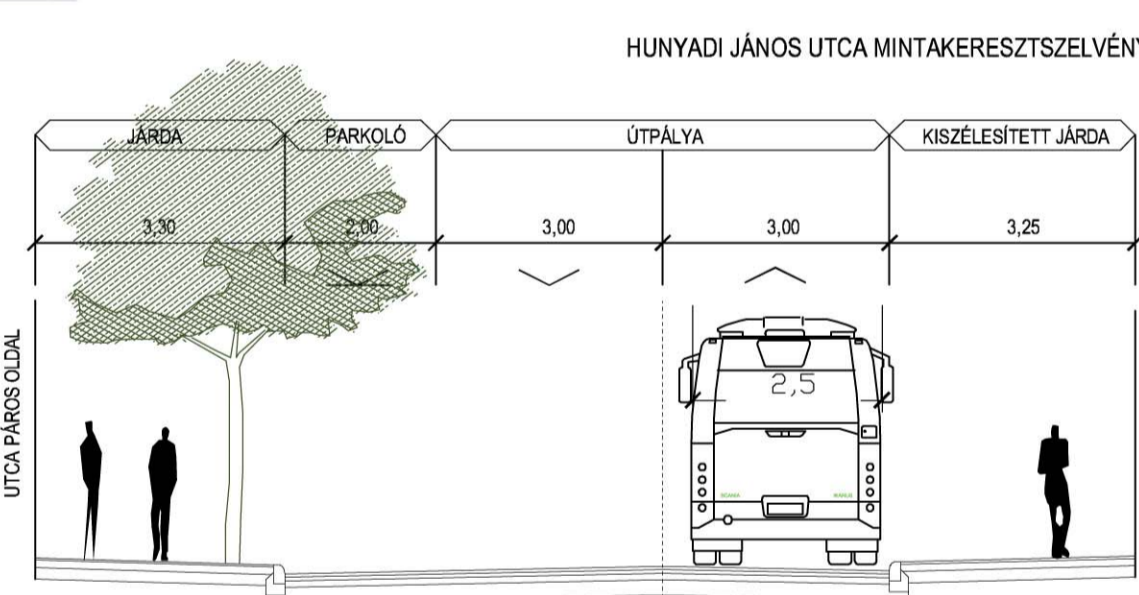 HUNYADI JÁNOS UTCA MINTAKERESZTSZELVÉNY
JÁRDA PARKOLÓ ÚTPÁLYA KISZÉLESÍTETT JÁRDA
3,30 2,00 3,00 3,00 3,25
UTCA PÁROS OLDAL
2,5
SCANIA